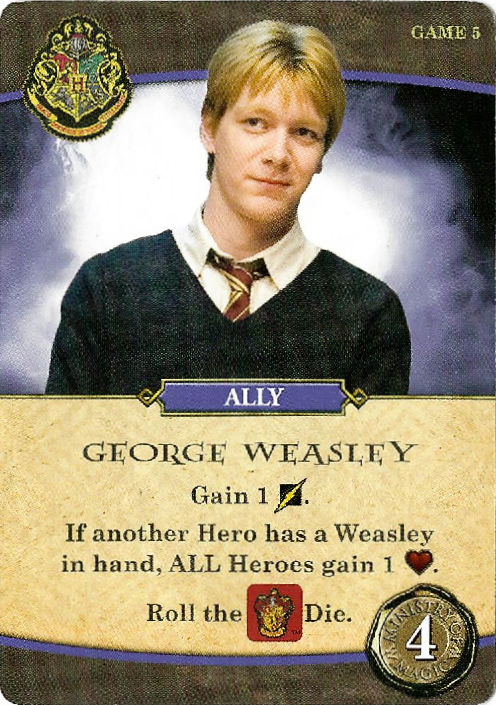 GAME 5
ALLY
GEORGE WEASLEY
Gain 1 .
If another Hero has a Weasley
in hand, ALL Heroes gain 1 .
Roll the Die.
MINISTRY OF
4
MAGIC